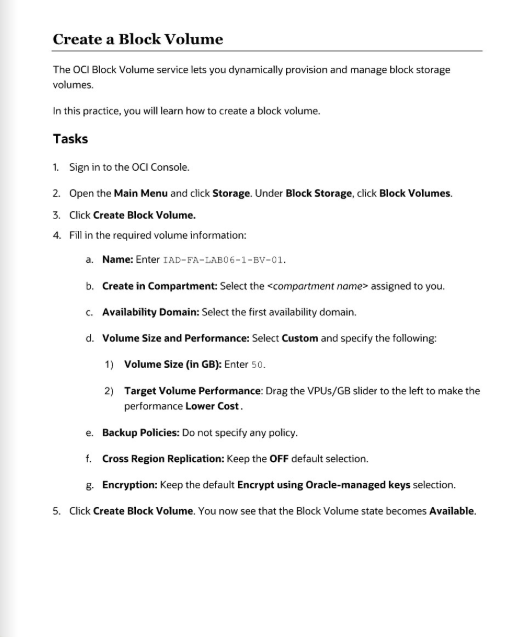 Create a Block Volume
The OCI Block Volume service lets you dynamically provision and manage block storage
volumes.
In this practice, you will learn how to create a block volume.
Tasks
1. Sign in to the OCI Console.
2. Open the Main Menu and click Storage. Under Block Storage, click Block Volumes.
3. Click Create Block Volume.
4. Fill in the required volume information:
a. Name: Enter IAD-FA-LAB06-1-BV-01.
b. Create in Compartment: Select the <compartment name> assigned to you.
c. Availability Domain: Select the first availability domain.
d. Volume Size and Performance: Select Custom and specify the following:
1) Volume Size (in GB): Enter 50.
2) Target Volume Performance: Drag the VPUs/GB slider to the left to make the
performance Lower Cost.
e. Backup Policies: Do not specify any policy.
f. Cross Region Replication: Keep the OFF default selection.
g. Encryption: Keep the default Encrypt using Oracle-managed keys selection.
5. Click Create Block Volume. You now see that the Block Volume state becomes Available.